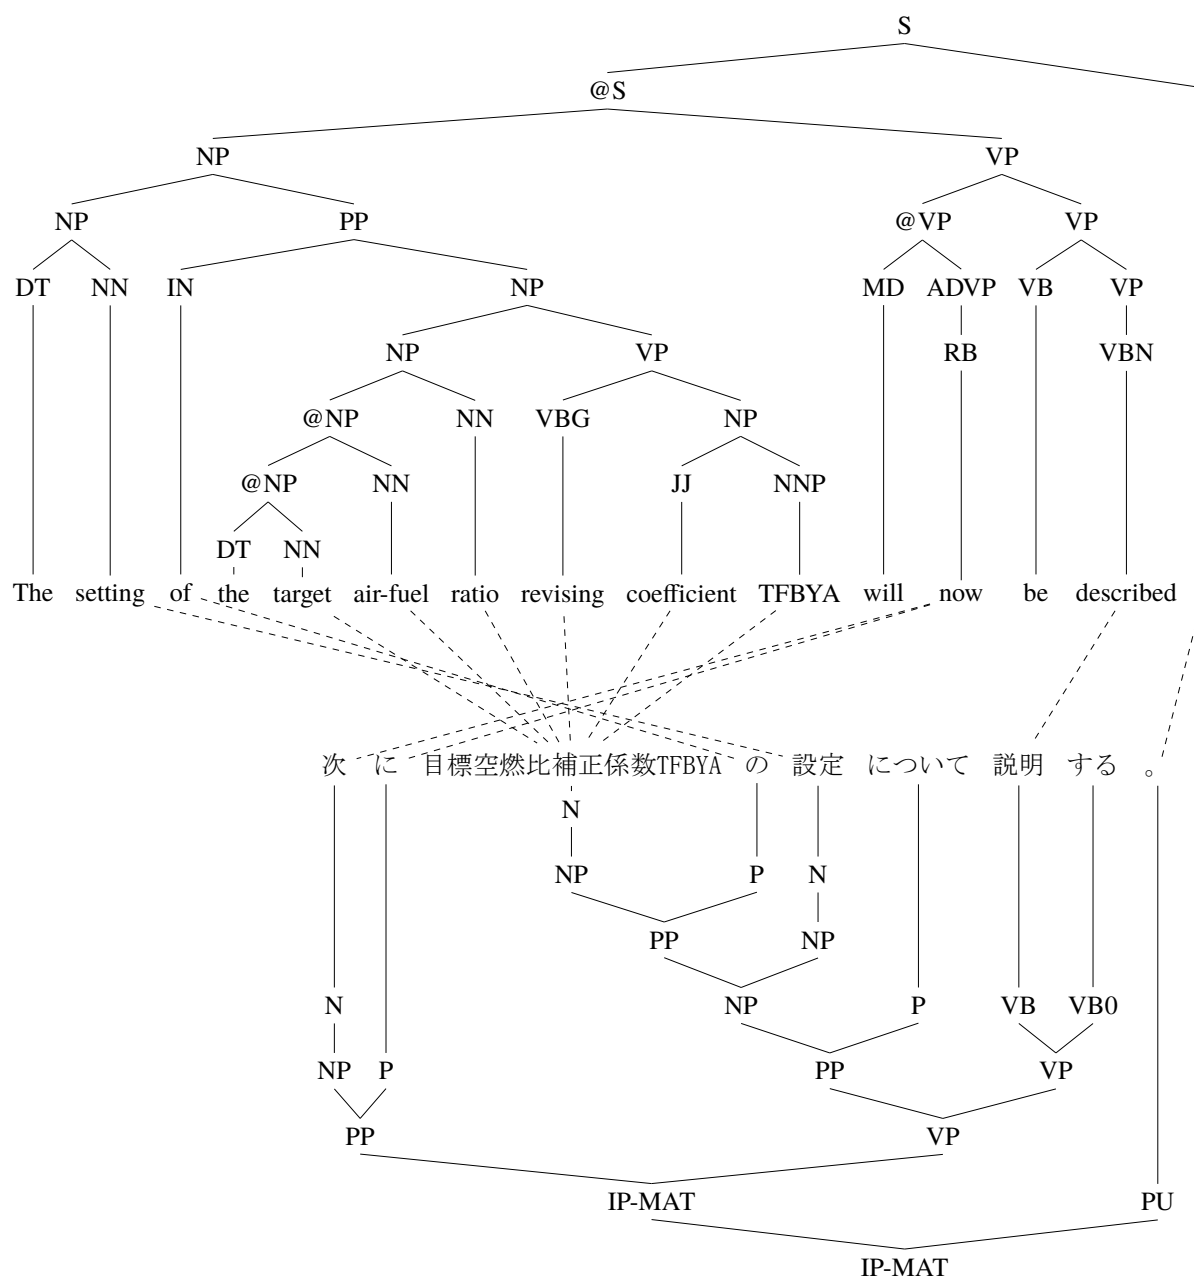 S
@S
NP VP
NP PP @VP VP
DT NN IN NP MD ADVP VB VP
NP VP RB VBN
@NP NN VBG NP
@NP NN JJ NNP
DT NN
The setting of the target air-fuel ratio revising coefficient TFBYA will now be described
次 に 目標空燃比補正係数TFBYA の 設定 について 説明 する 。
N
NP P N
PP NP
N NP P VB VB0
NP P PP VP
PP VP
IP-MAT PU
IP-MAT